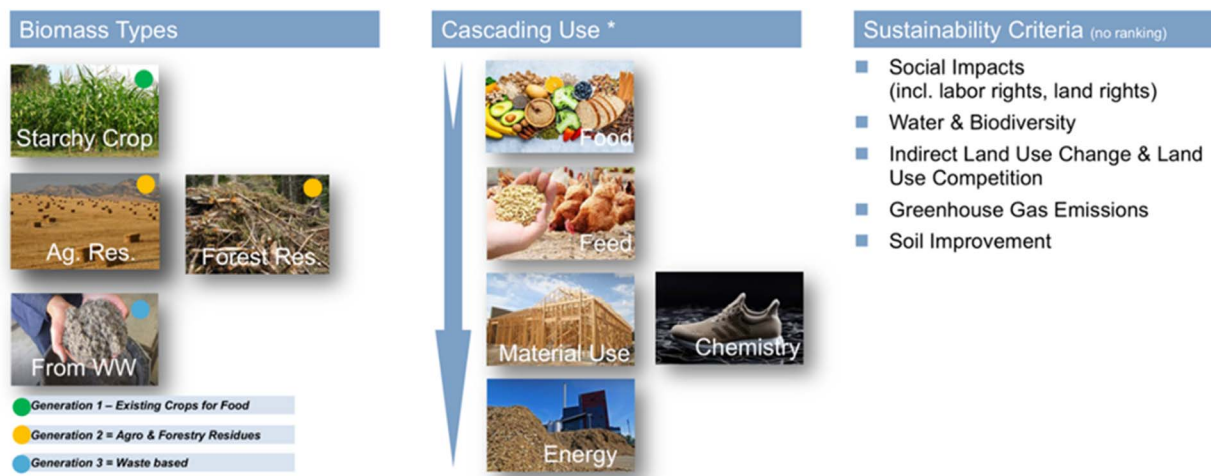 Biomass Types
Starchy Crop
Ag. Res.
Forest Res.
From WW
Generation 1 – Existing Crops for Food
Generation 2 = Agro & Forestry Residues
Generation 3 = Waste based
Cascading Use *
Food
Feed
Material Use
Chemistry
Energy
Sustainability Criteria (no ranking)
Social Impacts
(incl. labor rights, land rights)
Water & Biodiversity
Indirect Land Use Change & Land
Use Competition
Greenhouse Gas Emissions
Soil Improvement